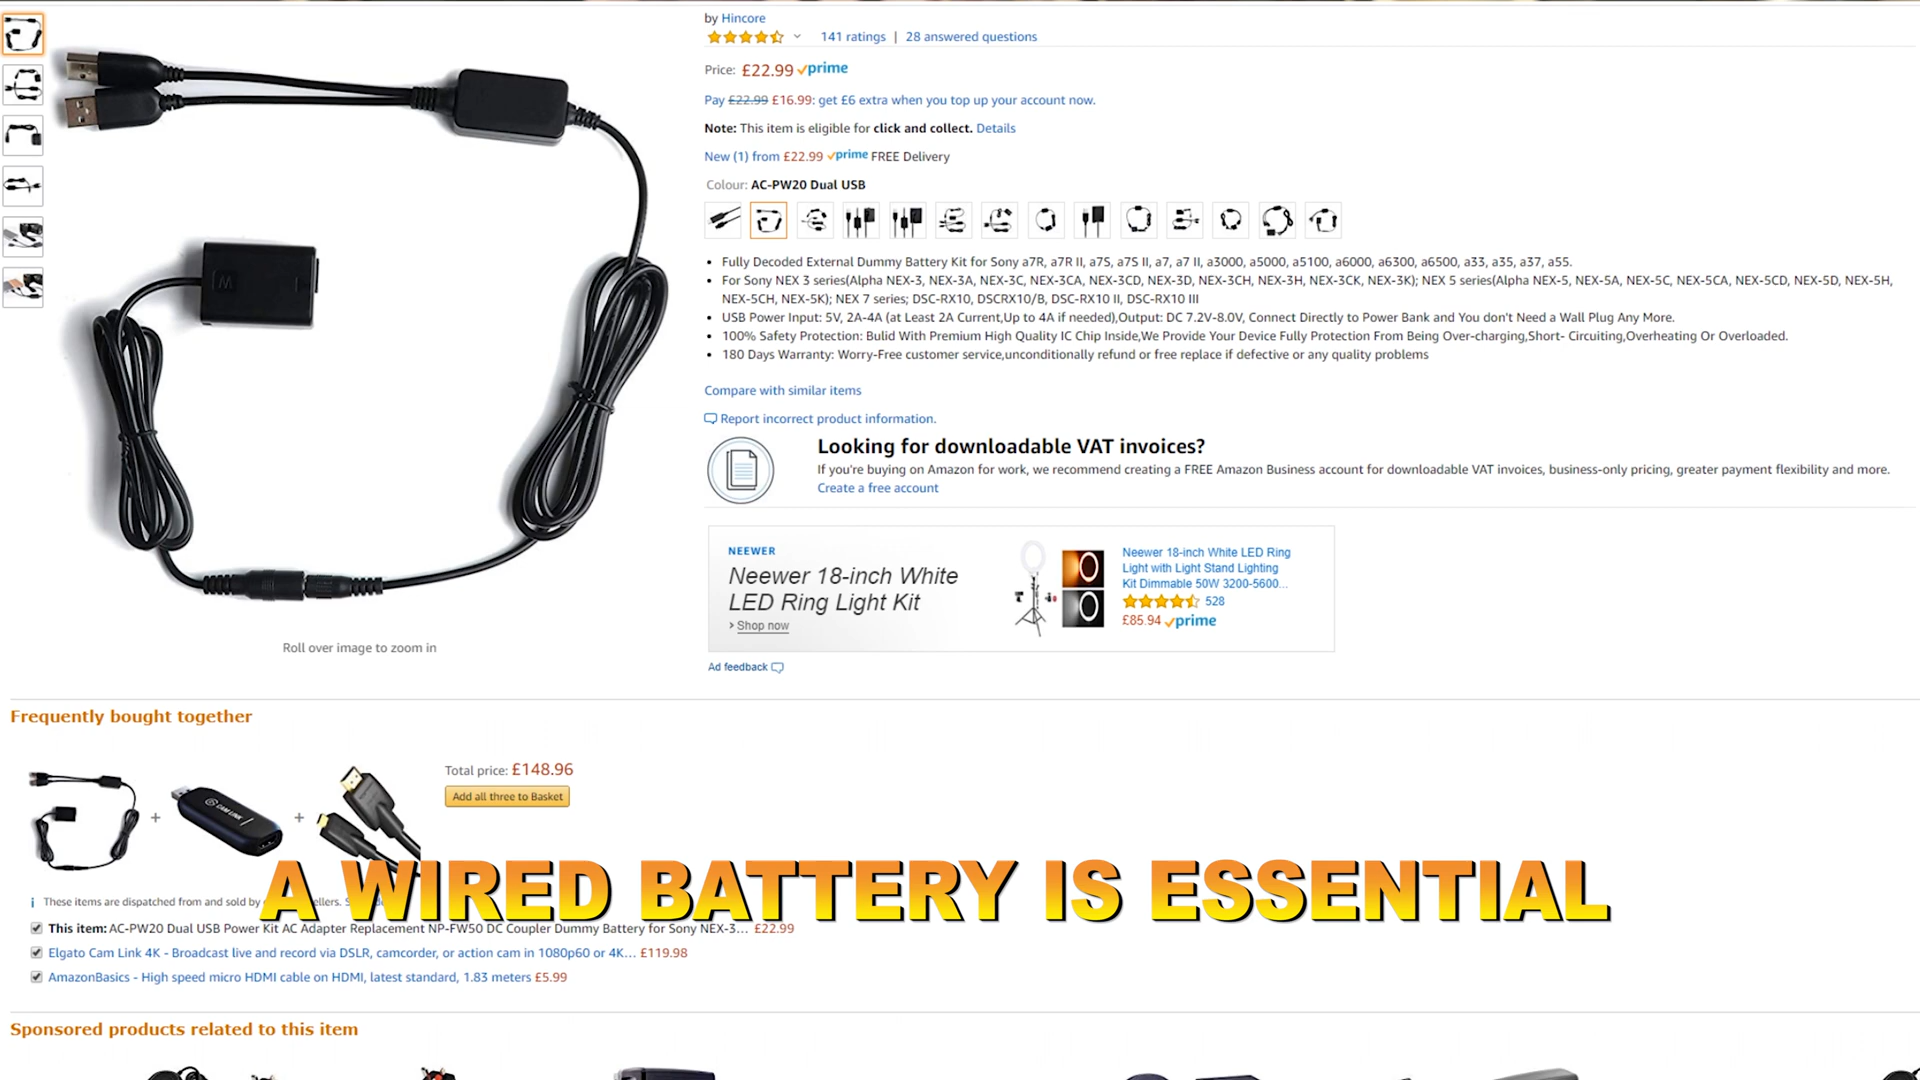 by Hincore
141 ratings | 28 answered questions
Price: £22.99 prime
Pay £22.99 £16.99: get £6 extra when you top up your account now.
Note: This item is eligible for click and collect. Details
New (1) from £22.99 prime FREE Delivery
Colour: AC-PW20 Dual USB
Fully Decoded External Dummy Battery Kit for Sony a7R, a7R II, a7S, a7S II, a7, a7 II, a3000, a5000, a5100, a6000, a6300, a6500, a33, a35, a37, a55.
For Sony NEX 3 series(Alpha NEX-3, NEX-3A, NEX-3C, NEX-3CA, NEX-3CD, NEX-3D, NEX-3CH, NEX-3H, NEX-3CK, NEX-3K); NEX 5 series(Alpha NEX-5, NEX-5A, NEX-5C, NEX-5CA, NEX-5CD, NEX-5D, NEX-5H,
NEX-5CH, NEX-5K); NEX 7 series; DSC-RX10, DSCRX10/B, DSC-RX10 II, DSC-RX10 III
USB Power Input: 5V, 2A-4A (at Least 2A Current,Up to 4A if needed),Output: DC 7.2V-8.0V, Connect Directly to Power Bank and You don't Need a Wall Plug Any More.
100% Safety Protection: Bulid With Premium High Quality IC Chip Inside,We Provide Your Device Fully Protection From Being Over-charging,Short- Circuiting,Overheating Or Overloaded.
180 Days Warranty: Worry-Free customer service,unconditionally refund or free replace if defective or any quality problems
Compare with similar items
Report incorrect product information.
Looking for downloadable VAT invoices?
If you're buying on Amazon for work, we recommend creating a FREE Amazon Business account for downloadable VAT invoices, business-only pricing, greater payment flexibility and more.
Create a free account
NEEWER
Neewer 18-inch White
LED Ring Light Kit
Shop now
Neewer 18-inch White LED Ring
Light with Light Stand Lighting
Kit Dimmable 50W 3200-5600...
528
£85.94 prime
Ad feedback
Roll over image to zoom in
Frequently bought together
CAM LINK
+ +
Total price: £148.96
Add all three to Basket
A WIRED BATTERY IS ESSENTIAL
These items are dispatched from and sold by
This item: AC-PW20 Dual USB Power Kit AC Adapter Replacement NP-FW50 DC Coupler Dummy Battery for Sony NEX-3... £22.99
Elgato Cam Link 4K - Broadcast live and record via DSLR, camcorder, or action cam in 1080p60 or 4K... £119.98
AmazonBasics - High speed micro HDMI cable on HDMI, latest standard, 1.83 meters £5.99
Sponsored products related to this item